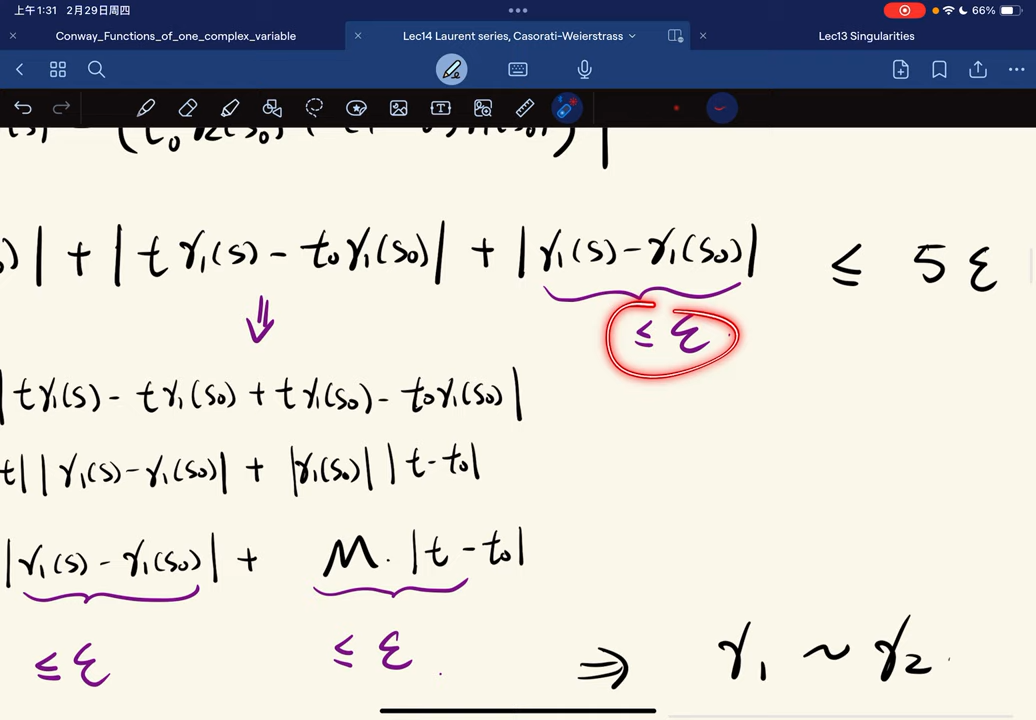 上午1:31 2月29日周四 66%
Conway_Functions_of_one_complex_variable Lec14 Laurent series, Casorati-Weierstrass Lec13 Singularities
| + |t γ₁(s) - t₀γ₁(s₀)| + |γ₁(s) - γ₁(s₀)| ≤ 5ε
⇓ ≤ ε
|tγ₁(s) - tγ₁(s₀) + tγ₁(s₀) - t₀γ₁(s₀)|
t| |γ₁(s) - γ₁(s₀)| + |γ₁(s₀)| |t - t₀|
|γ₁(s) - γ₁(s₀)| + M · |t - t₀|
≤ ε ≤ ε ⇒ γ₁ ~ γ₂